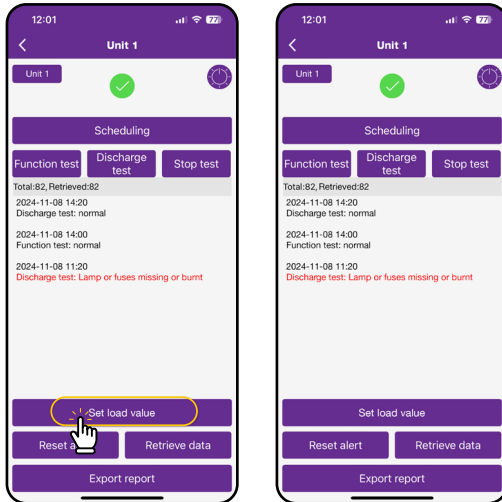 12:01
77
Unit 1
Unit 1
Scheduling
Function test
Discharge
test
Stop test
Total:82, Retrieved:82
2024-11-08 14:20
Discharge test: normal
2024-11-08 14:00
Function test: normal
2024-11-08 11:20
Discharge test: Lamp or fuses missing or burnt
Set load value
Reset a
Retrieve data
Export report
12:01
77
Unit 1
Unit 1
Scheduling
Function test
Discharge
test
Stop test
Total:82, Retrieved:82
2024-11-08 14:20
Discharge test: normal
2024-11-08 14:00
Function test: normal
2024-11-08 11:20
Discharge test: Lamp or fuses missing or burnt
Set load value
Reset alert
Retrieve data
Export report